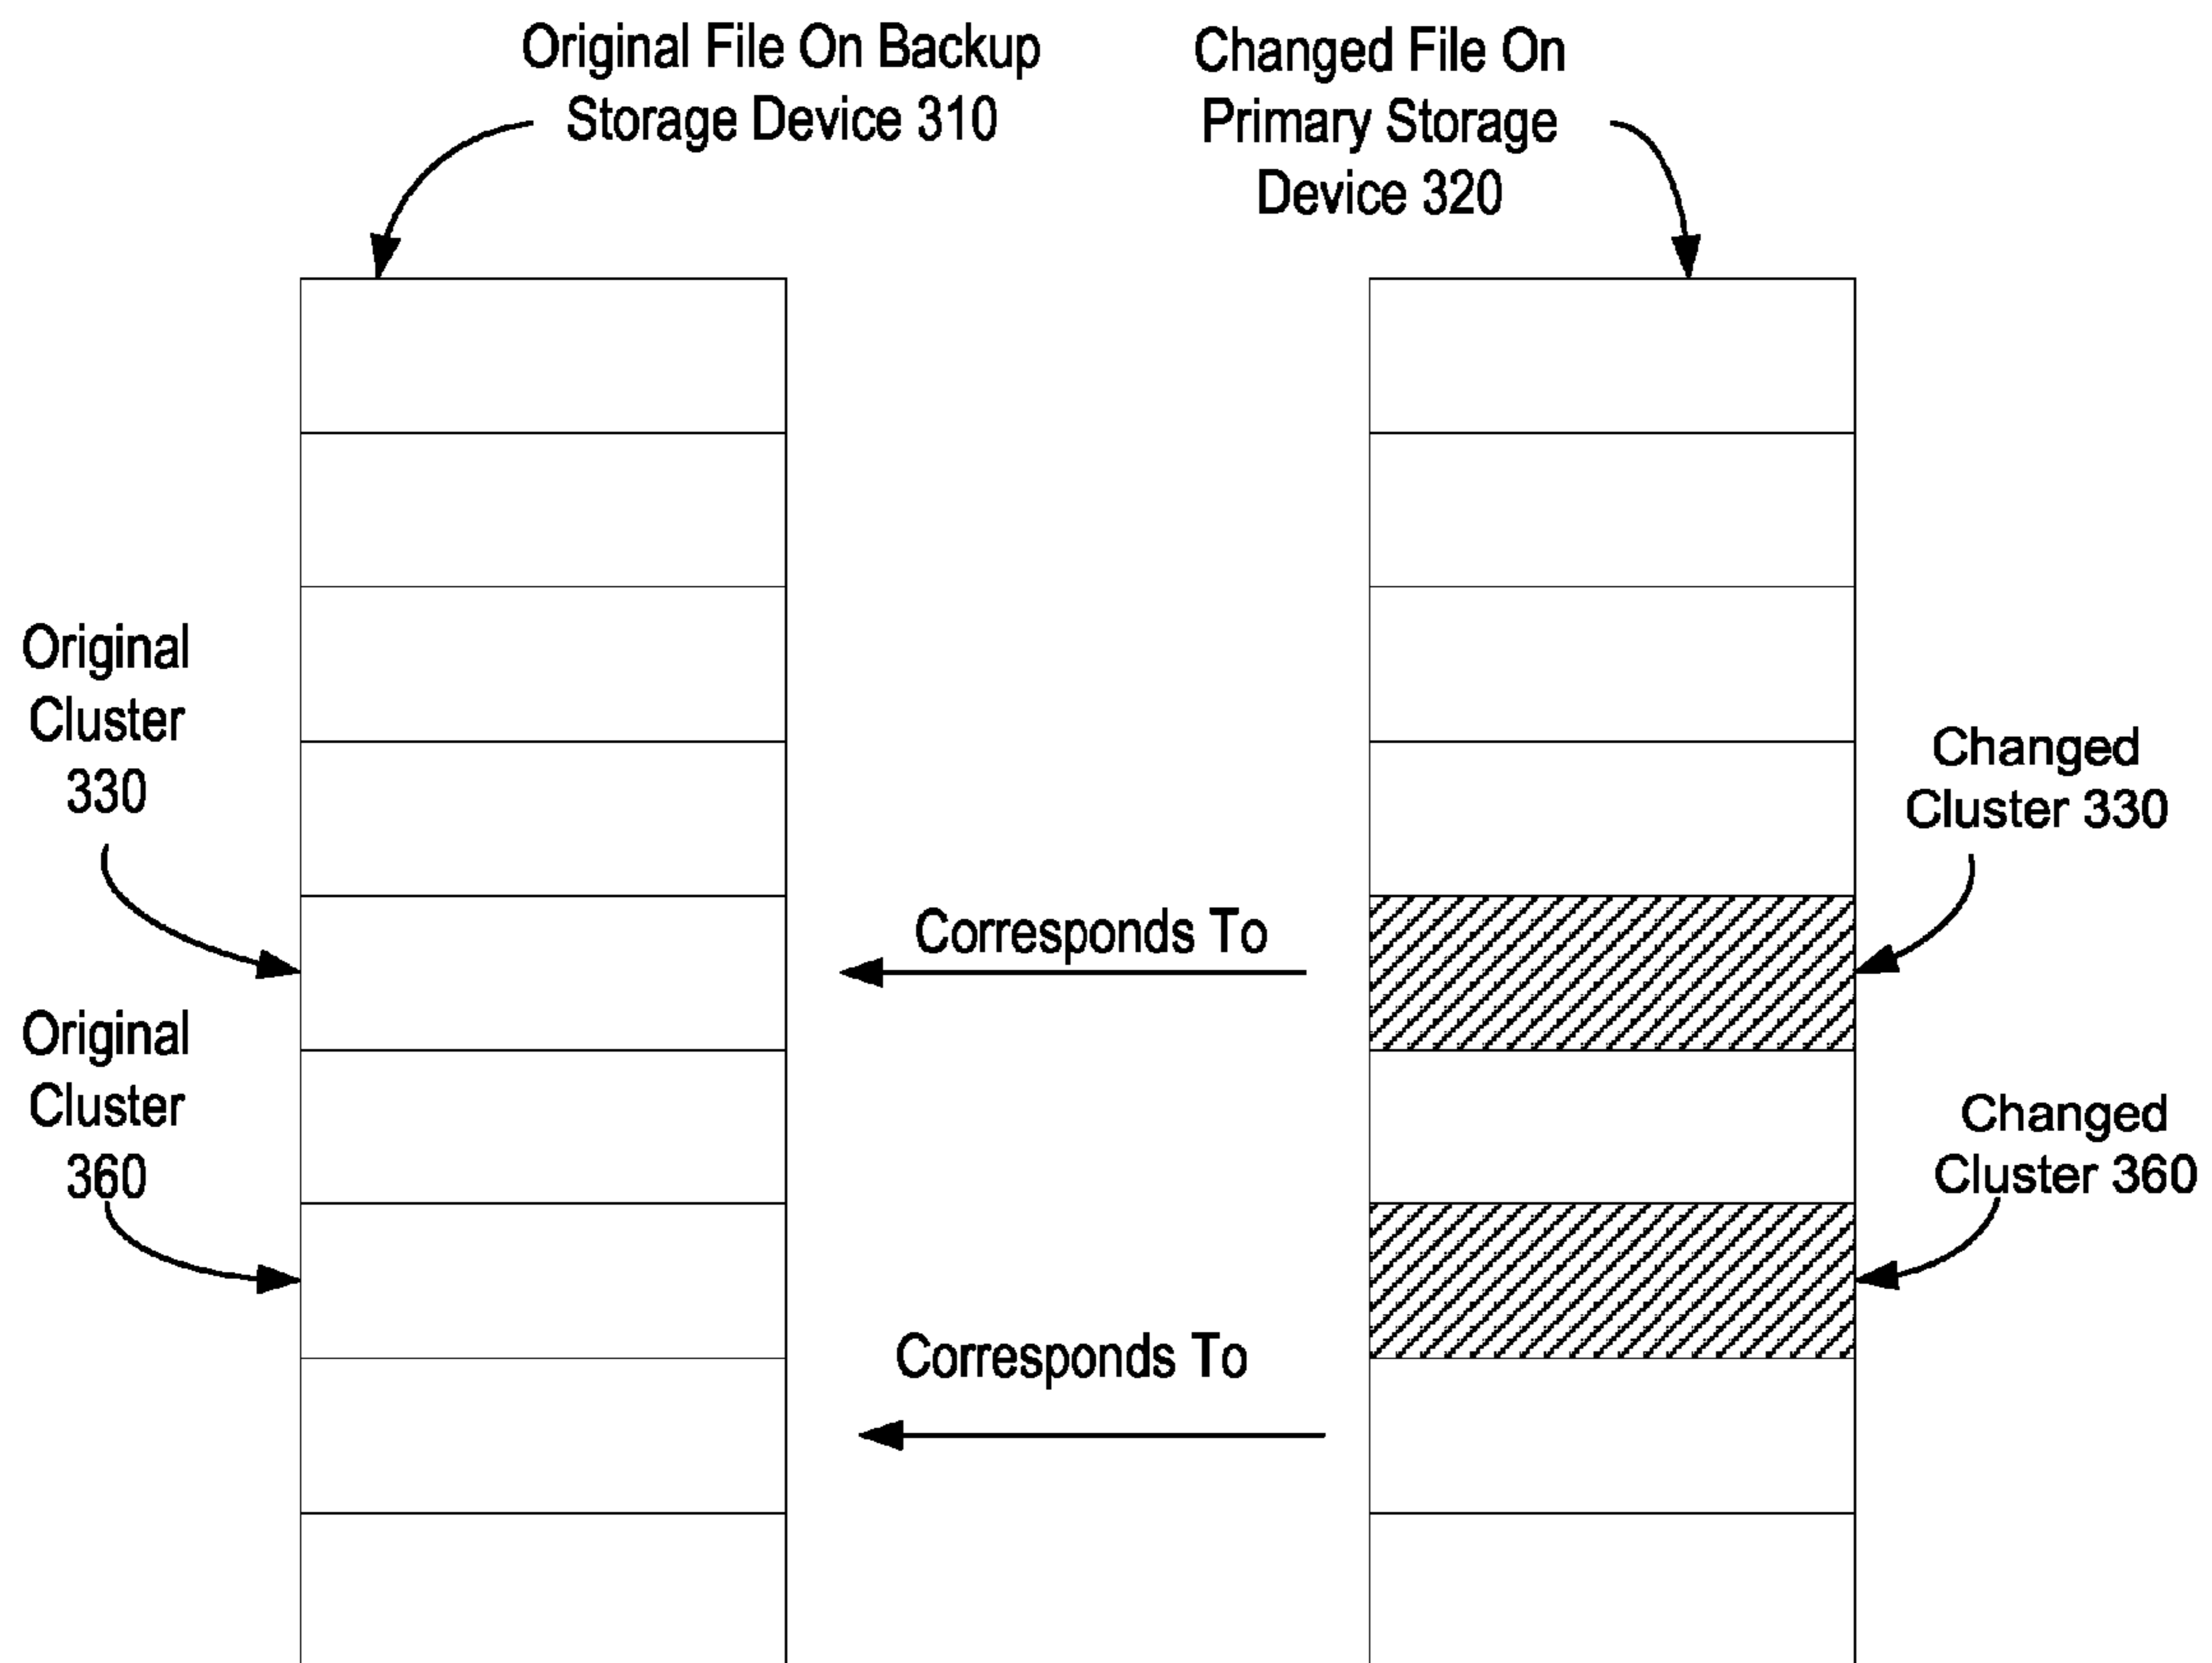 Original File On Backup
Storage Device 310
Changed File On
Primary Storage
Device 320
Original
Cluster
330
Changed
Cluster 330
Corresponds To
Original
Cluster
360
Changed
Cluster 360
Corresponds To